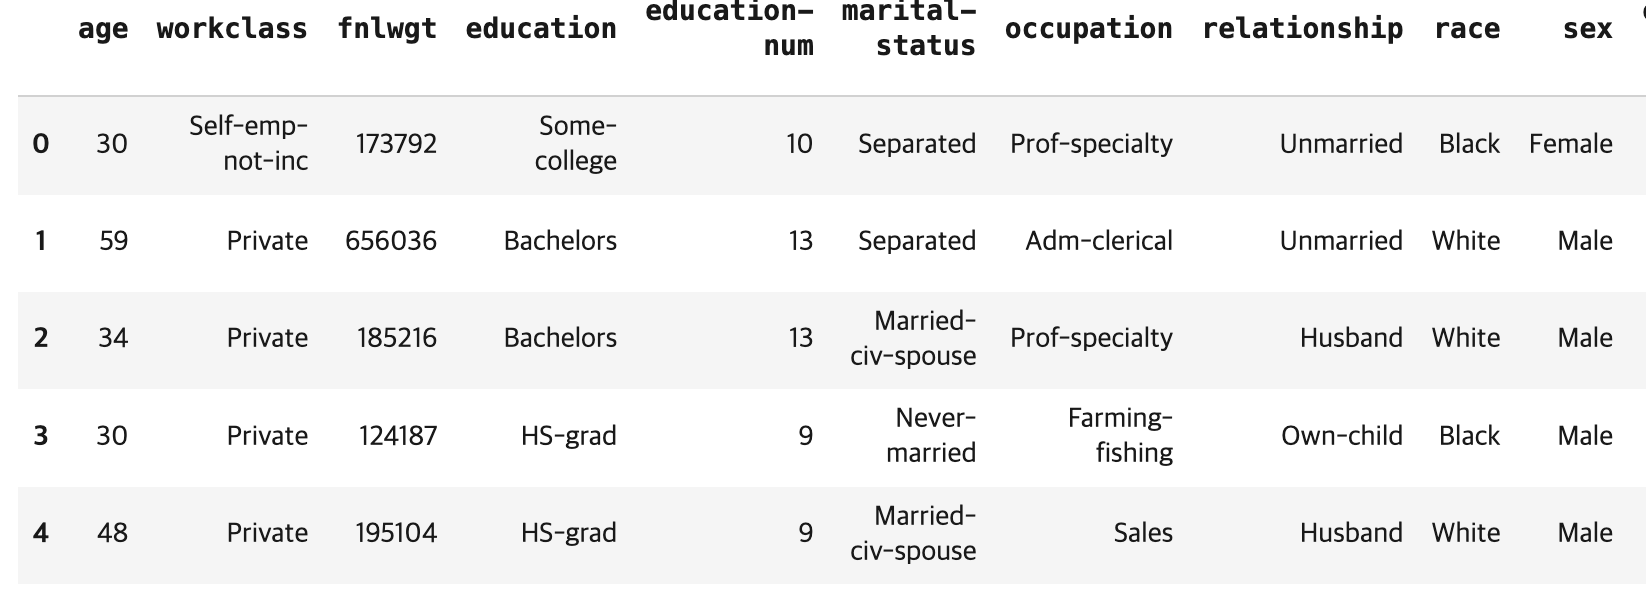 age workclass fnlwgt education education-num marital-status occupation relationship race sex
0 30 Self-emp-not-inc 173792 Some-college 10 Separated Prof-specialty Unmarried Black Female
1 59 Private 656036 Bachelors 13 Separated Adm-clerical Unmarried White Male
2 34 Private 185216 Bachelors 13 Married-civ-spouse Prof-specialty Husband White Male
3 30 Private 124187 HS-grad 9 Never-married Farming-fishing Own-child Black Male
4 48 Private 195104 HS-grad 9 Married-civ-spouse Sales Husband White Male